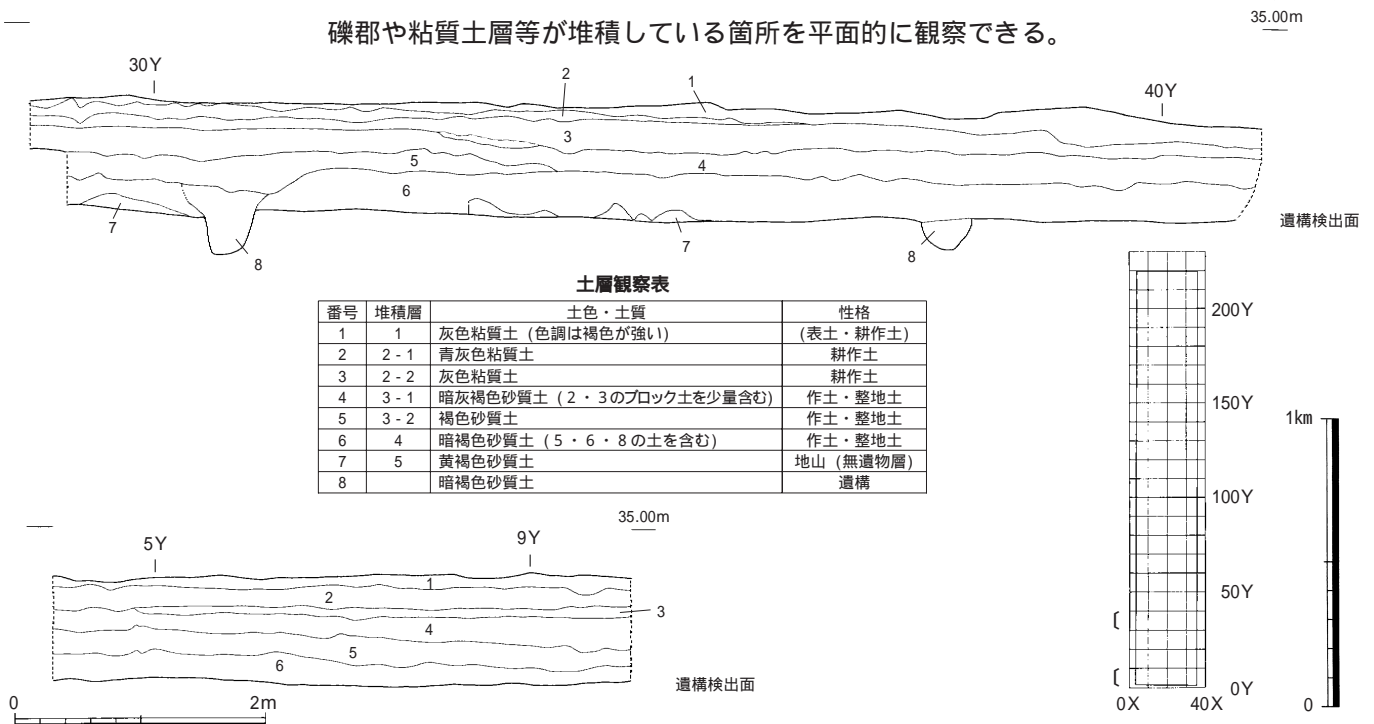 礫郡や粘質土層等が堆積している箇所を平面的に観察できる。
35.00m
30Y
2
1
40Y
3
5
4
6
7
7
8
8
遺構検出面
土層観察表
番号 堆積層 土色・土質 性格
1 1 灰色粘質土 (色調は褐色が強い) (表土・耕作土)
2 2-1 青灰色粘質土 耕作土
3 2-2 灰色粘質土 耕作土
4 3-1 暗灰褐色砂質土 (2・3のブロック土を少量含む) 作土・整地土
5 3-2 褐色砂質土 作土・整地土
6 4 暗褐色砂質土 (5・6・8の土を含む) 作土・整地土
7 5 黄褐色砂質土 地山 (無遺物層)
8 暗褐色砂質土 遺構
35.00m
5Y
9Y
1
2
3
4
5
6
遺構検出面
0 2m
200Y
150Y
100Y
50Y
0Y
0X 40X
1km
0